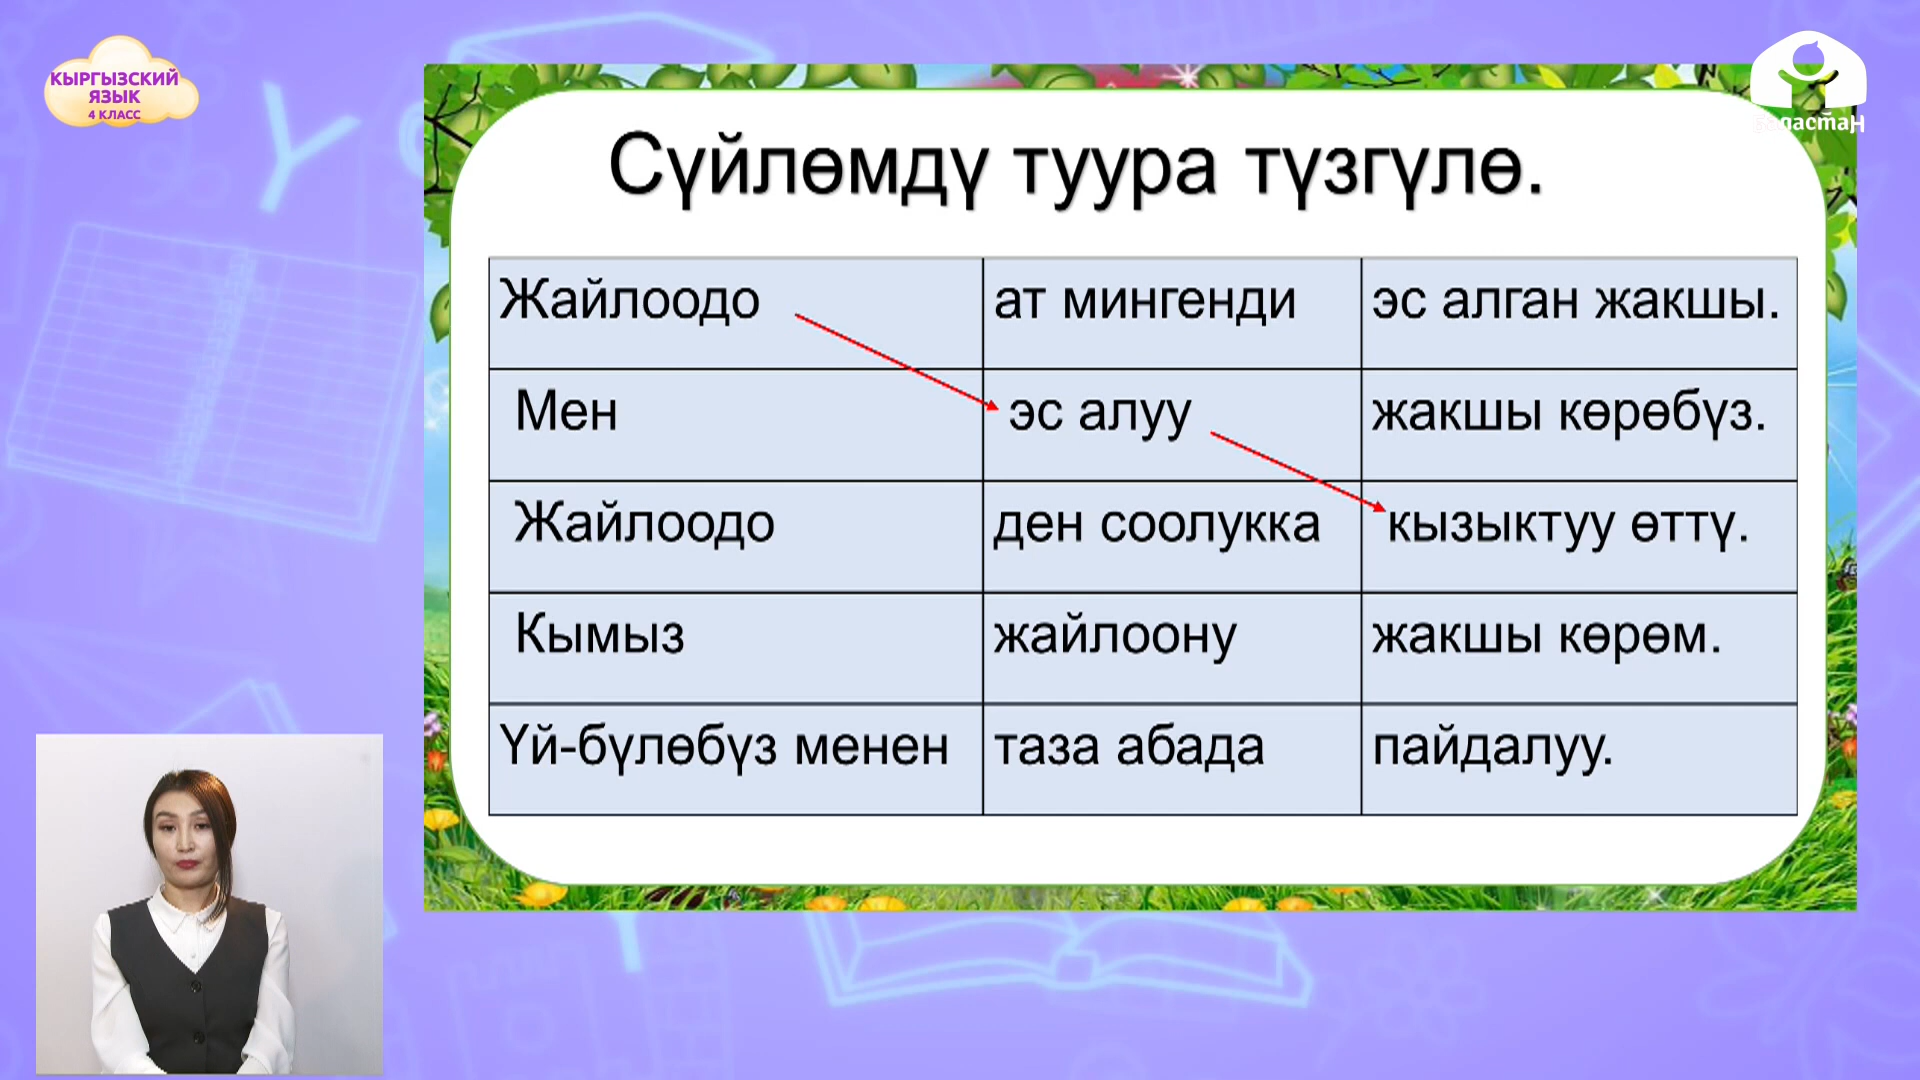 КЫРГЫЗСКИЙ
ЯЗЫК
4 КЛАСС
Сүйлөмдү туура түзгүлө.
Жайлоодо ат мингенди эс алган жакшы.
Мен эс алуу жакшы көрөбүз.
Жайлоодо ден соолукка кызыктуу өттү.
Кымыз жайлоону жакшы көрөм.
Үй-бүлөбүз менен таза абада пайдалуу.